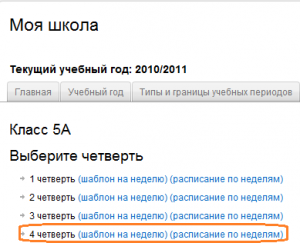 Моя школа
Текущий учебный год: 2010/2011
Главная Учебный год Типы и границы учебных периодов
Класс 5А
Выберите четверть
1 четверть (шаблон на неделю) (расписание по неделям)
2 четверть (шаблон на неделю) (расписание по неделям)
3 четверть (шаблон на неделю) (расписание по неделям)
4 четверть (шаблон на неделю) (расписание по неделям)